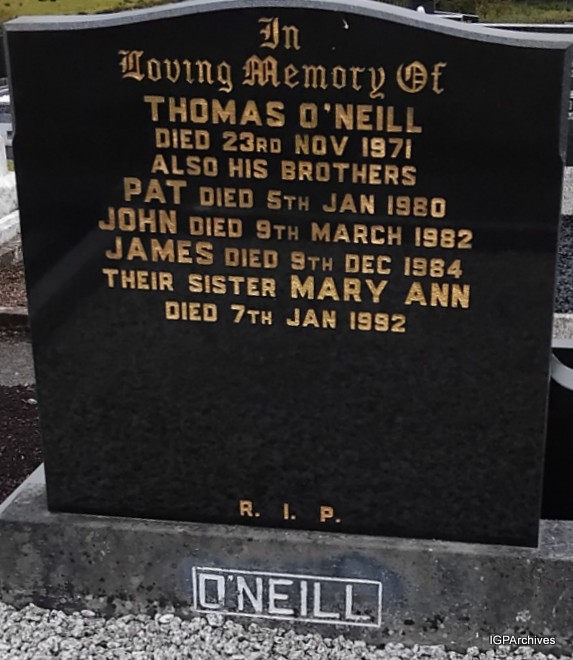 In
Loving Memory Of
THOMAS O'NEILL
DIED 23RD NOV 1971
ALSO HIS BROTHERS
PAT DIED 5TH JAN 1980
JOHN DIED 9TH MARCH 1982
JAMES DIED 9TH DEC 1984
THEIR SISTER MARY ANN
DIED 7TH JAN 1992
R. I. P.
O'NEILL
IGPArchives